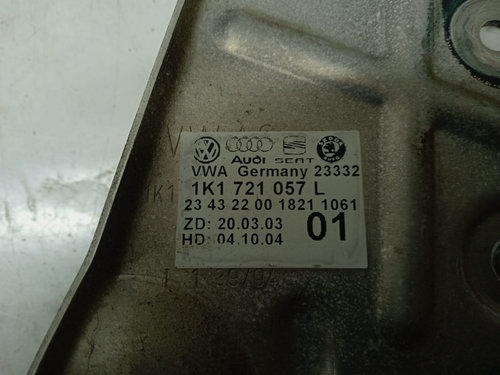 Audi SEAT
VWA Germany 23332
1K1 721 057 L
23 43 22 00 1821 1061
ZD: 20.03.03
HD: 04.10.04
01
1K1